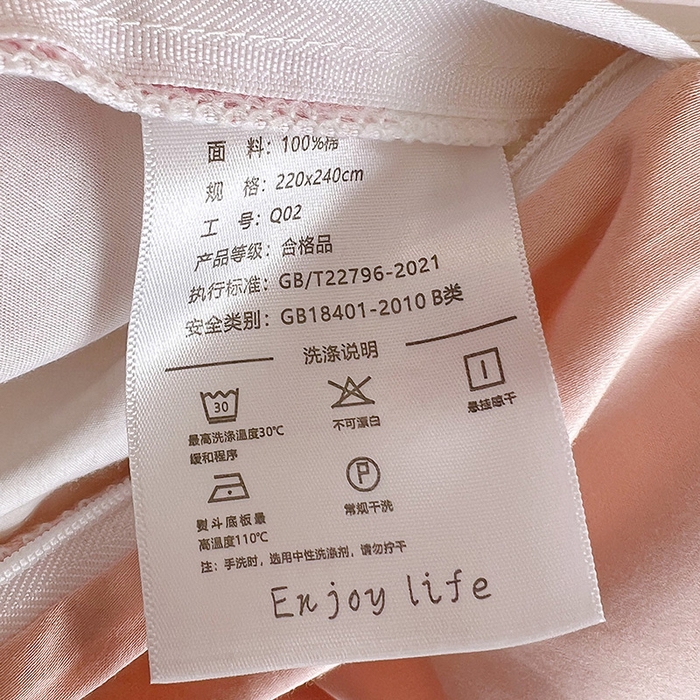 面 料：100%棉
规 格：220x240cm
工 号：Q02
产品等级：合格品
执行标准：GB/T22796-2021
安全类别：GB18401-2010 B类
洗涤说明
30
最高洗涤温度30℃
缓和程序
不可漂白
悬挂晾干
熨斗底板最
高温度110℃
P
常规干洗
注：手洗时，选用中性洗涤剂，请勿拧干
Enjoy life